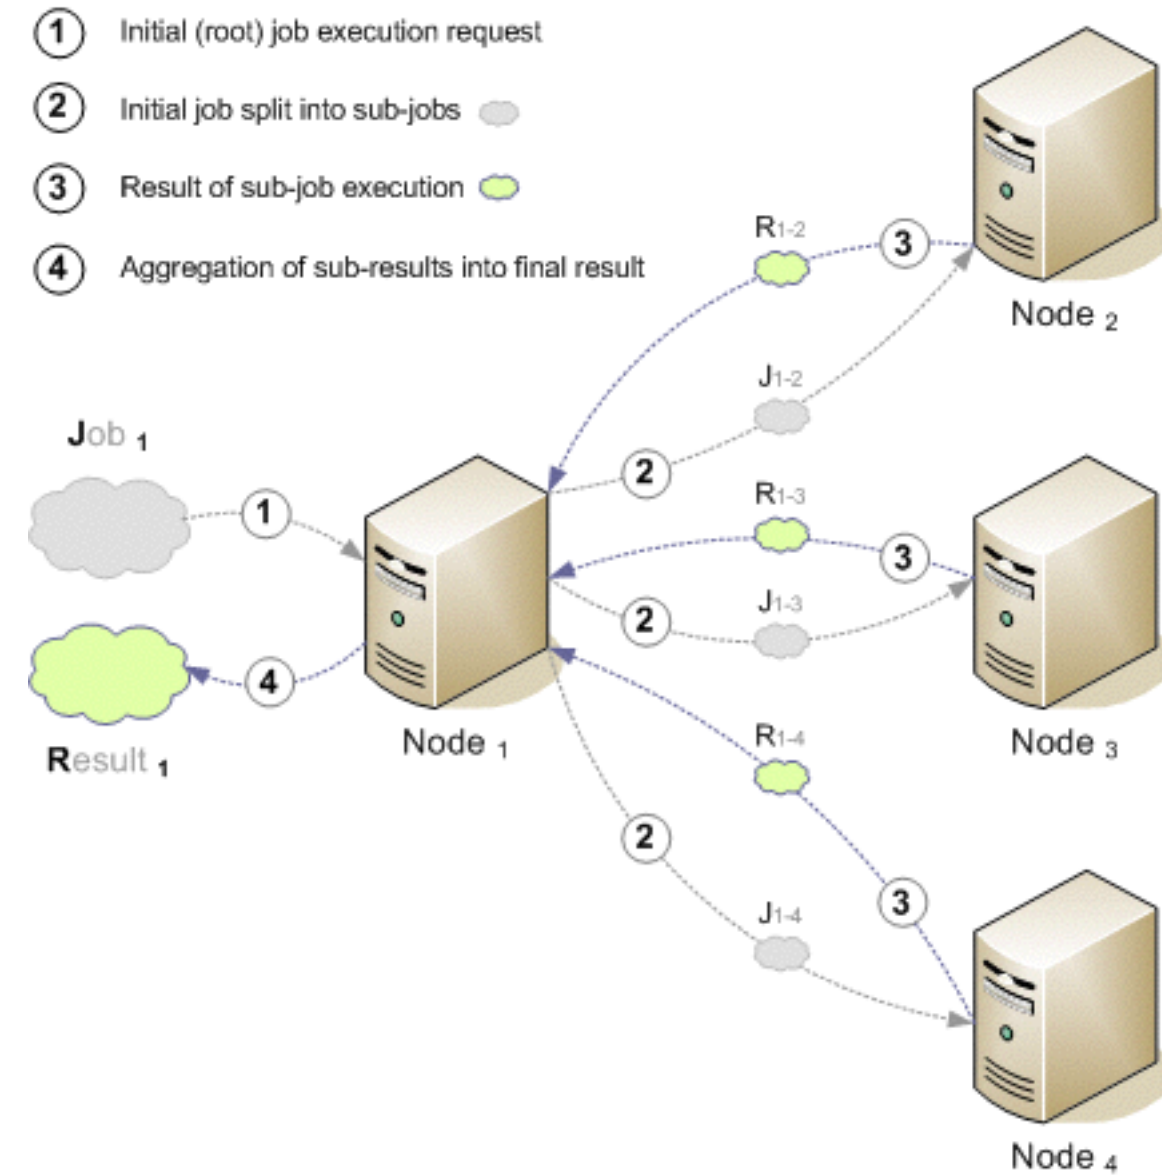 1 Initial (root) job execution request
2 Initial job split into sub-jobs
3 Result of sub-job execution
4 Aggregation of sub-results into final result
R1-2
3
Node 2
J1-2
2
Job 1
1
R1-3
3
J1-3
2
4
Result 1
Node 1
Node 3
R1-4
2
3
J1-4
Node 4